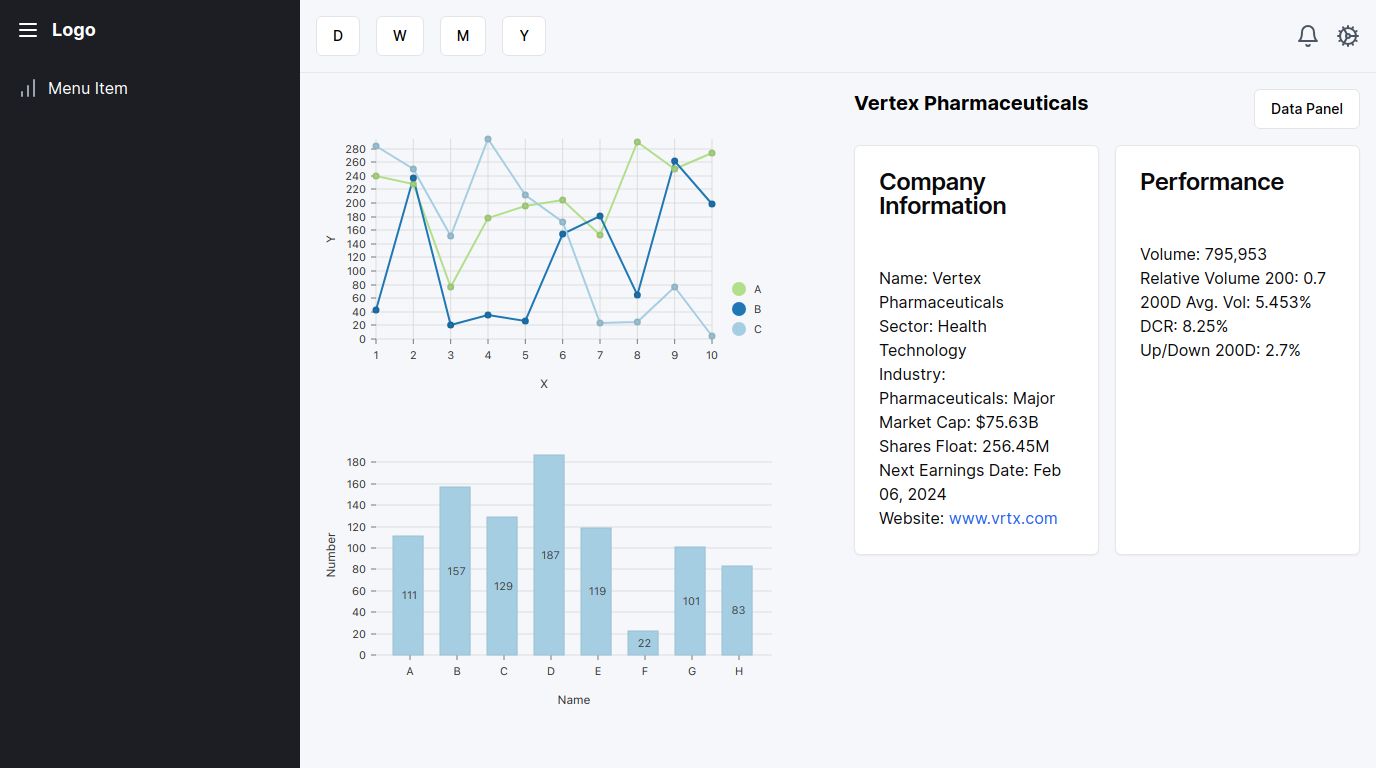 Logo
Menu Item
D W M Y
280
260
240
220
200
180
160
140
120
100
80
60
40
20
0
Y
1 2 3 4 5 6 7 8 9 10
X
A
B
C
180
160
140
120
100
80
60
40
20
0
Number
111 157 129 187 119 22 101 83
A B C D E F G H
Name
Vertex Pharmaceuticals
Data Panel
Company
Information
Name: Vertex
Pharmaceuticals
Sector: Health
Technology
Industry:
Pharmaceuticals: Major
Market Cap: $75.63B
Shares Float: 256.45M
Next Earnings Date: Feb
06, 2024
Website: www.vrtx.com
Performance
Volume: 795,953
Relative Volume 200: 0.7
200D Avg. Vol: 5.453%
DCR: 8.25%
Up/Down 200D: 2.7%